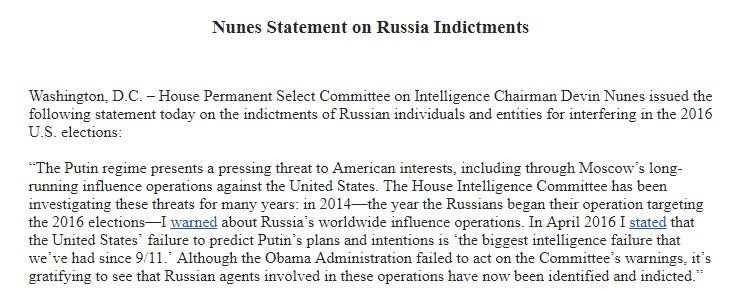 Nunes Statement on Russia Indictments
Washington, D.C. – House Permanent Select Committee on Intelligence Chairman Devin Nunes issued the
following statement today on the indictments of Russian individuals and entities for interfering in the 2016
U.S. elections:
“The Putin regime presents a pressing threat to American interests, including through Moscow’s long-
running influence operations against the United States. The House Intelligence Committee has been
investigating these threats for many years: in 2014—the year the Russians began their operation targeting
the 2016 elections—I warned about Russia’s worldwide influence operations. In April 2016 I stated that
the United States’ failure to predict Putin’s plans and intentions is ‘the biggest intelligence failure that
we’ve had since 9/11.’ Although the Obama Administration failed to act on the Committee’s warnings, it’s
gratifying to see that Russian agents involved in these operations have now been identified and indicted.”